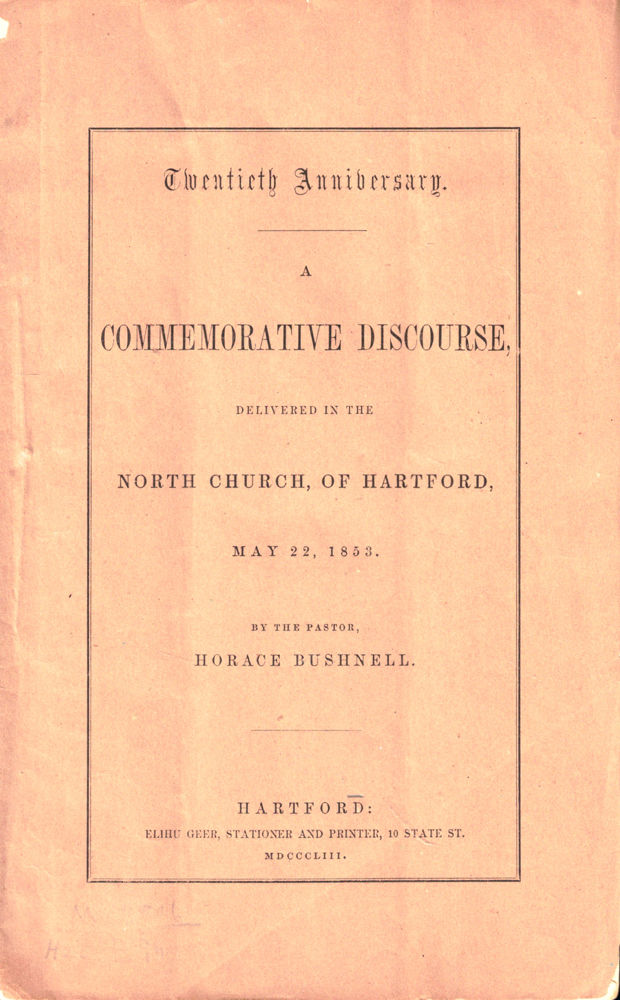 Twentieth Anniversary.
A
COMMEMORATIVE DISCOURSE,
DELIVERED IN THE
NORTH CHURCH, OF HARTFORD,
MAY 22, 1853.
BY THE PASTOR,
HORACE BUSHNELL.
HARTFORD:
ELIHU GEER, STATIONER AND PRINTER, 10 STATE ST.
MDCCCLIII.